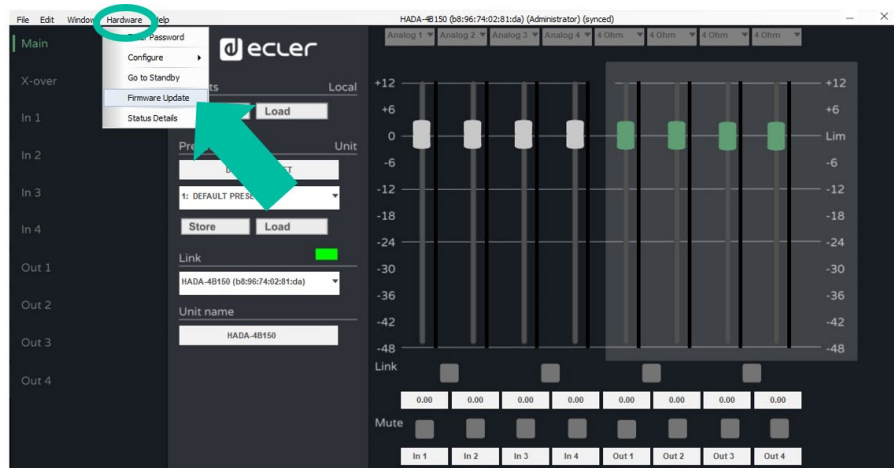 File Edit Window Hardware Help
HADA-4B150 (b8:96:74:02:81:da) (Administrator) (synced)
Password
Configure
Go to Standby
Firmware Update
Status Details
ecler
Main
X-over
In 1
In 2
In 3
In 4
Out 1
Out 2
Out 3
Out 4
Local
Load
Unit
1: DEFAULT
Store Load
Link
HADA-4B150 (b8:96:74:02:81:da)
Unit name
HADA-4B150
Analog 1 Analog 2 Analog 3 Analog 4 4 Ohm 4 Ohm 4 Ohm 4 Ohm
+12 +12
+6 +6
0 Lim
-6 -6
-12 -12
-18 -18
-24 -24
-30 -30
-36 -36
-42 -42
-48 -48
Link
0.00 0.00 0.00 0.00 0.00 0.00 0.00 0.00
Mute
In 1 In 2 In 3 In 4 Out 1 Out 2 Out 3 Out 4